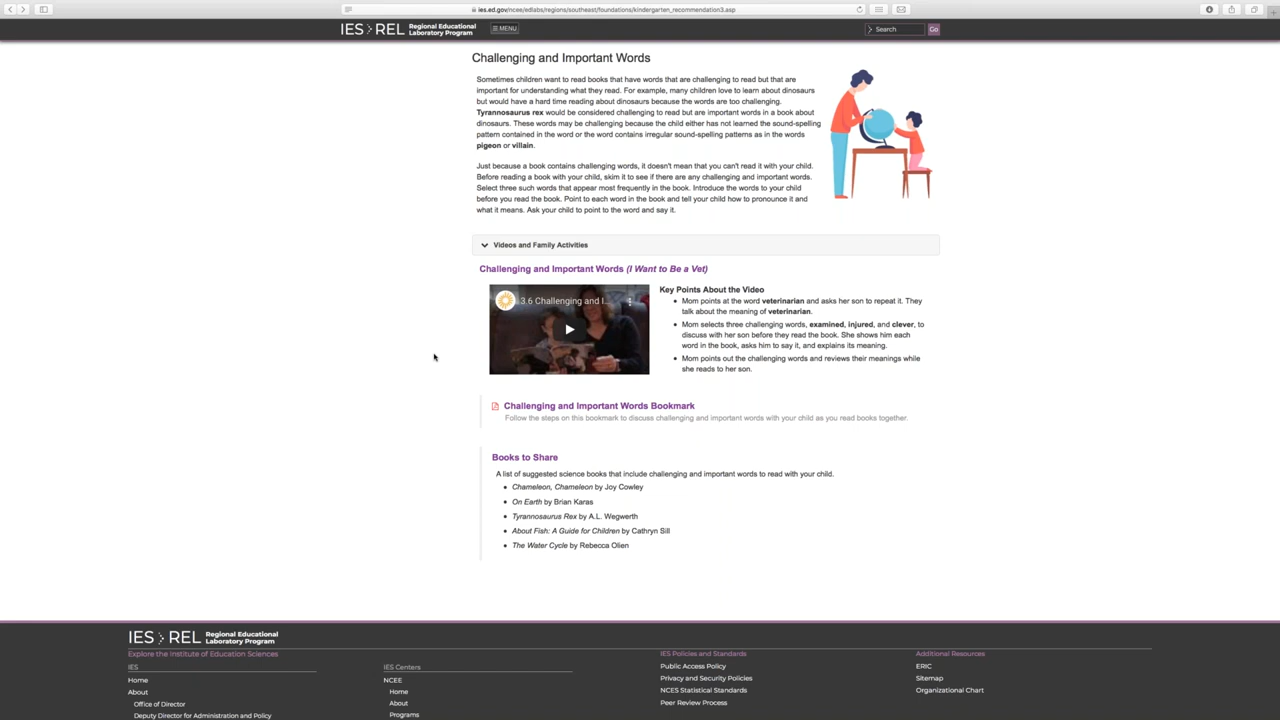 ies.ed.gov/ncee/edlabs/regions/southeast/foundations/kindergarten_recommendation3.asp
IES REL Regional Educational
Laboratory Program
MENU
Search
Go
Challenging and Important Words
Sometimes children want to read books that have words that are challenging to read but that are
important for understanding what they read. For example, many children love to learn about dinosaurs
but would have a hard time reading about dinosaurs because the words are too challenging.
Tyrannosaurus rex would be considered challenging to read but are important words in a book about
dinosaurs. These words may be challenging because the child either has not learned the sound-spelling
pattern contained in the word or the word contains irregular sound-spelling patterns as in the words
pigeon or villain.
Just because a book contains challenging words, it doesn't mean that you can't read it with your child.
Before reading a book with your child, skim it to see if there are any challenging and important words.
Select three such words that appear most frequently in the book. Introduce the words to your child
before you read the book. Point to each word in the book and tell your child how to pronounce it and
what it means. Ask your child to point to the word and say it.
Videos and Family Activities
Challenging and Important Words (I Want to Be a Vet)
3.6 Challenging and I...
Key Points About the Video
Mom points at the word veterinarian and asks her son to repeat it. They
talk about the meaning of veterinarian.
Mom selects three challenging words, examined, injured, and clever, to
discuss with her son before they read the book. She shows him each
word in the book, asks him to say it, and explains its meaning.
Mom points out the challenging words and reviews their meanings while
she reads to her son.
Challenging and Important Words Bookmark
Follow the steps on this bookmark to discuss challenging and important words with your child as you read books together.
Books to Share
A list of suggested science books that include challenging and important words to read with your child.
Chameleon, Chameleon by Joy Cowley
On Earth by Brian Karas
Tyrannosaurus Rex by A.L. Wegwerth
About Fish: A Guide for Children by Cathryn Sill
The Water Cycle by Rebecca Olien
IES REL Regional Educational
Laboratory Program
Explore the Institute of Education Sciences
IES
Home
About
Office of Director
Deputy Director for Administration and Policy
IES Centers
NCEE
Home
About
Programs
IES Policies and Standards
Public Access Policy
Privacy and Security Policies
NCES Statistical Standards
Peer Review Process
Additional Resources
ERIC
Sitemap
Organizational Chart